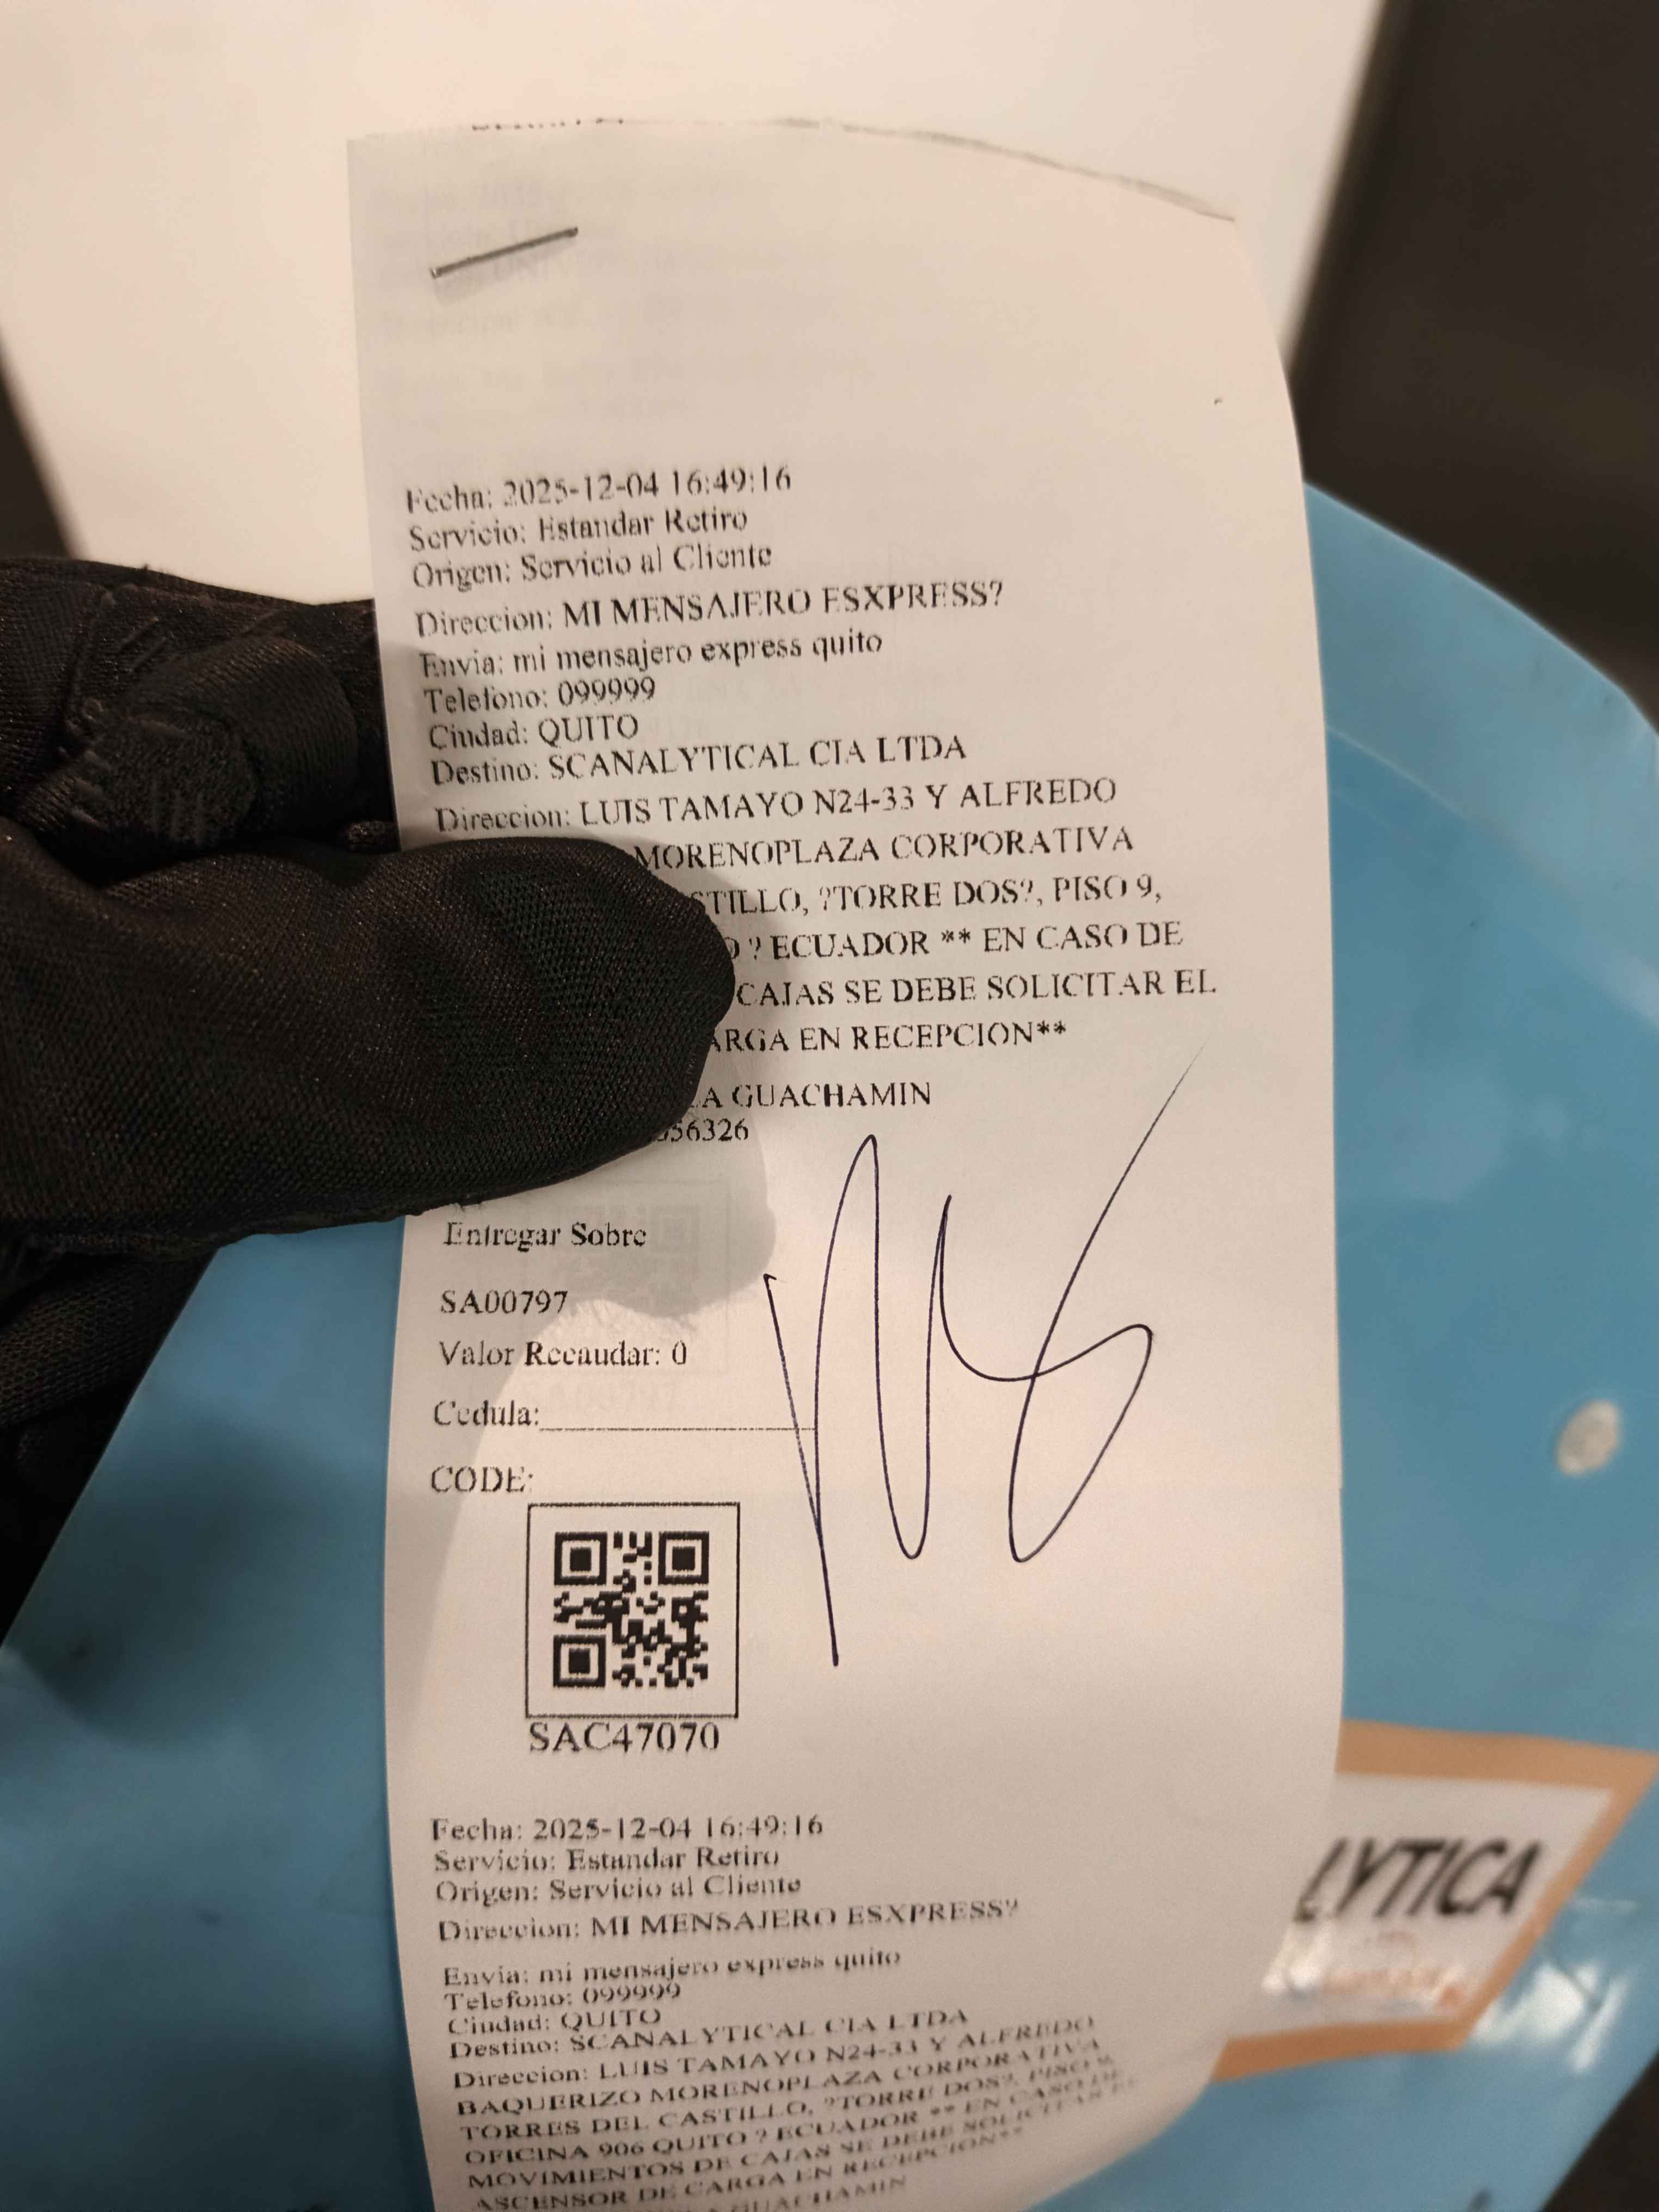 Fecha: 2025-12-04 16:49:16
Servicio: Estandar Retiro
Origen: Servicio al Cliente
Direccion: MI MENSAJERO ESXPRESS?
Envia: mi mensajero express quito
Telefono: 099999
Ciudad: QUITO
Destino: SCANALYTICAL CIA LTDA
Direccion: LUIS TAMAYO N24-33 Y ALFREDO
MORENOPLAZA CORPORATIVA
STILLO, ?TORRE DOS?, PISO 9,
O ? ECUADOR ** EN CASO DE
CAJAS SE DEBE SOLICITAR EL
ARGA EN RECEPCION**
LA GUACHAMIN
56326
Entregar Sobre
SA00797
Valor Recaudar: 0
Cedula:
CODE:
SAC47070
Fecha: 2025-12-04 16:49:16
Servicio: Estandar Retiro
Origen: Servicio al Cliente
Direccion: MI MENSAJERO ESXPRESS?
Envia: mi mensajero express quito
Telefono: 099999
Ciudad: QUITO
Destino: SCANALYTICAL CIA LTDA
Direccion: LUIS TAMAYO N24-33 Y ALFREDO
BAQUERIZO MORENOPLAZA CORPORATIVA
TORRES DEL CASTILLO, ?TORRE DOS?, PISO 9,
OFICINA 906 QUITO ? ECUADOR ** EN CASO DE
MOVIMIENTOS DE CAJAS SE DEBE SOLICITAR EL
ASCENSOR DE CARGA EN RECEPCION**
GUACHAMIN
LYTICA